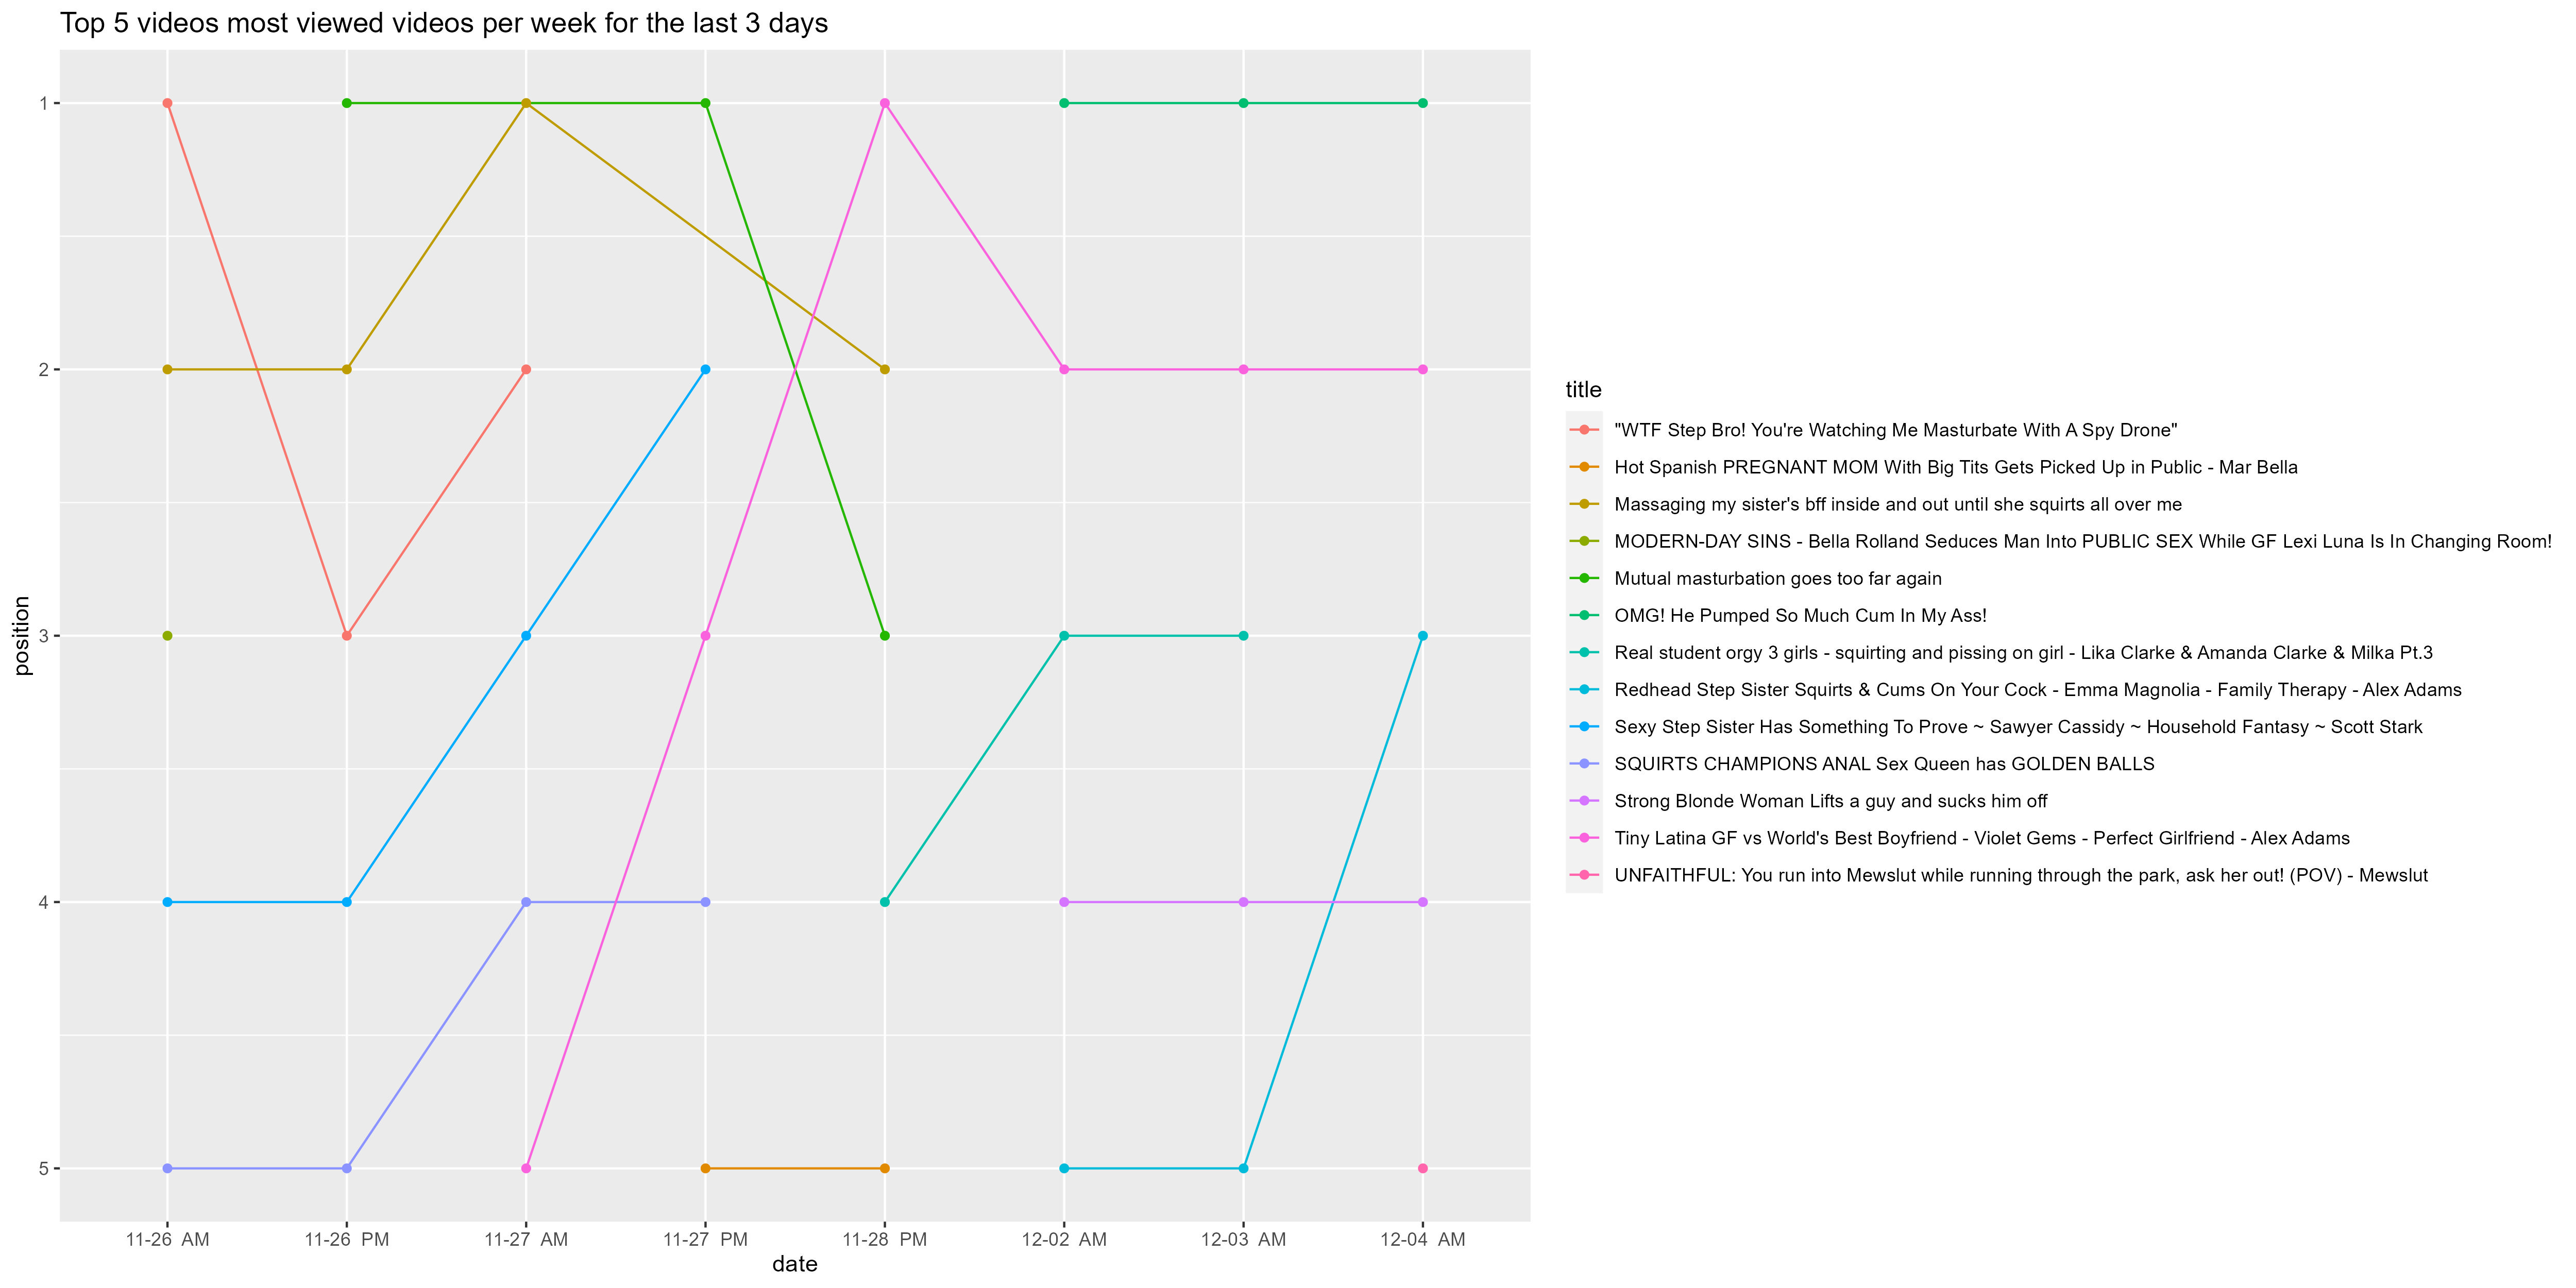 Top 5 videos most viewed videos per week for the last 3 days
position
1
2
3
4
5
11-26 AM
11-26 PM
11-27 AM
11-27 PM
11-28 PM
12-02 AM
12-03 AM
12-04 AM
date
title
"WTF Step Bro! You're Watching Me Masturbate With A Spy Drone"
Hot Spanish PREGNANT MOM With Big Tits Gets Picked Up in Public - Mar Bella
Massaging my sister's bff inside and out until she squirts all over me
MODERN-DAY SINS - Bella Rolland Seduces Man Into PUBLIC SEX While GF Lexi Luna Is In Changing Room!
Mutual masturbation goes too far again
OMG! He Pumped So Much Cum In My Ass!
Real student orgy 3 girls - squirting and pissing on girl - Lika Clarke & Amanda Clarke & Milka Pt.3
Redhead Step Sister Squirts & Cums On Your Cock - Emma Magnolia - Family Therapy - Alex Adams
Sexy Step Sister Has Something To Prove ~ Sawyer Cassidy ~ Household Fantasy ~ Scott Stark
SQUIRTS CHAMPIONS ANAL Sex Queen has GOLDEN BALLS
Strong Blonde Woman Lifts a guy and sucks him off
Tiny Latina GF vs World's Best Boyfriend - Violet Gems - Perfect Girlfriend - Alex Adams
UNFAITHFUL: You run into Mewslut while running through the park, ask her out! (POV) - Mewslut